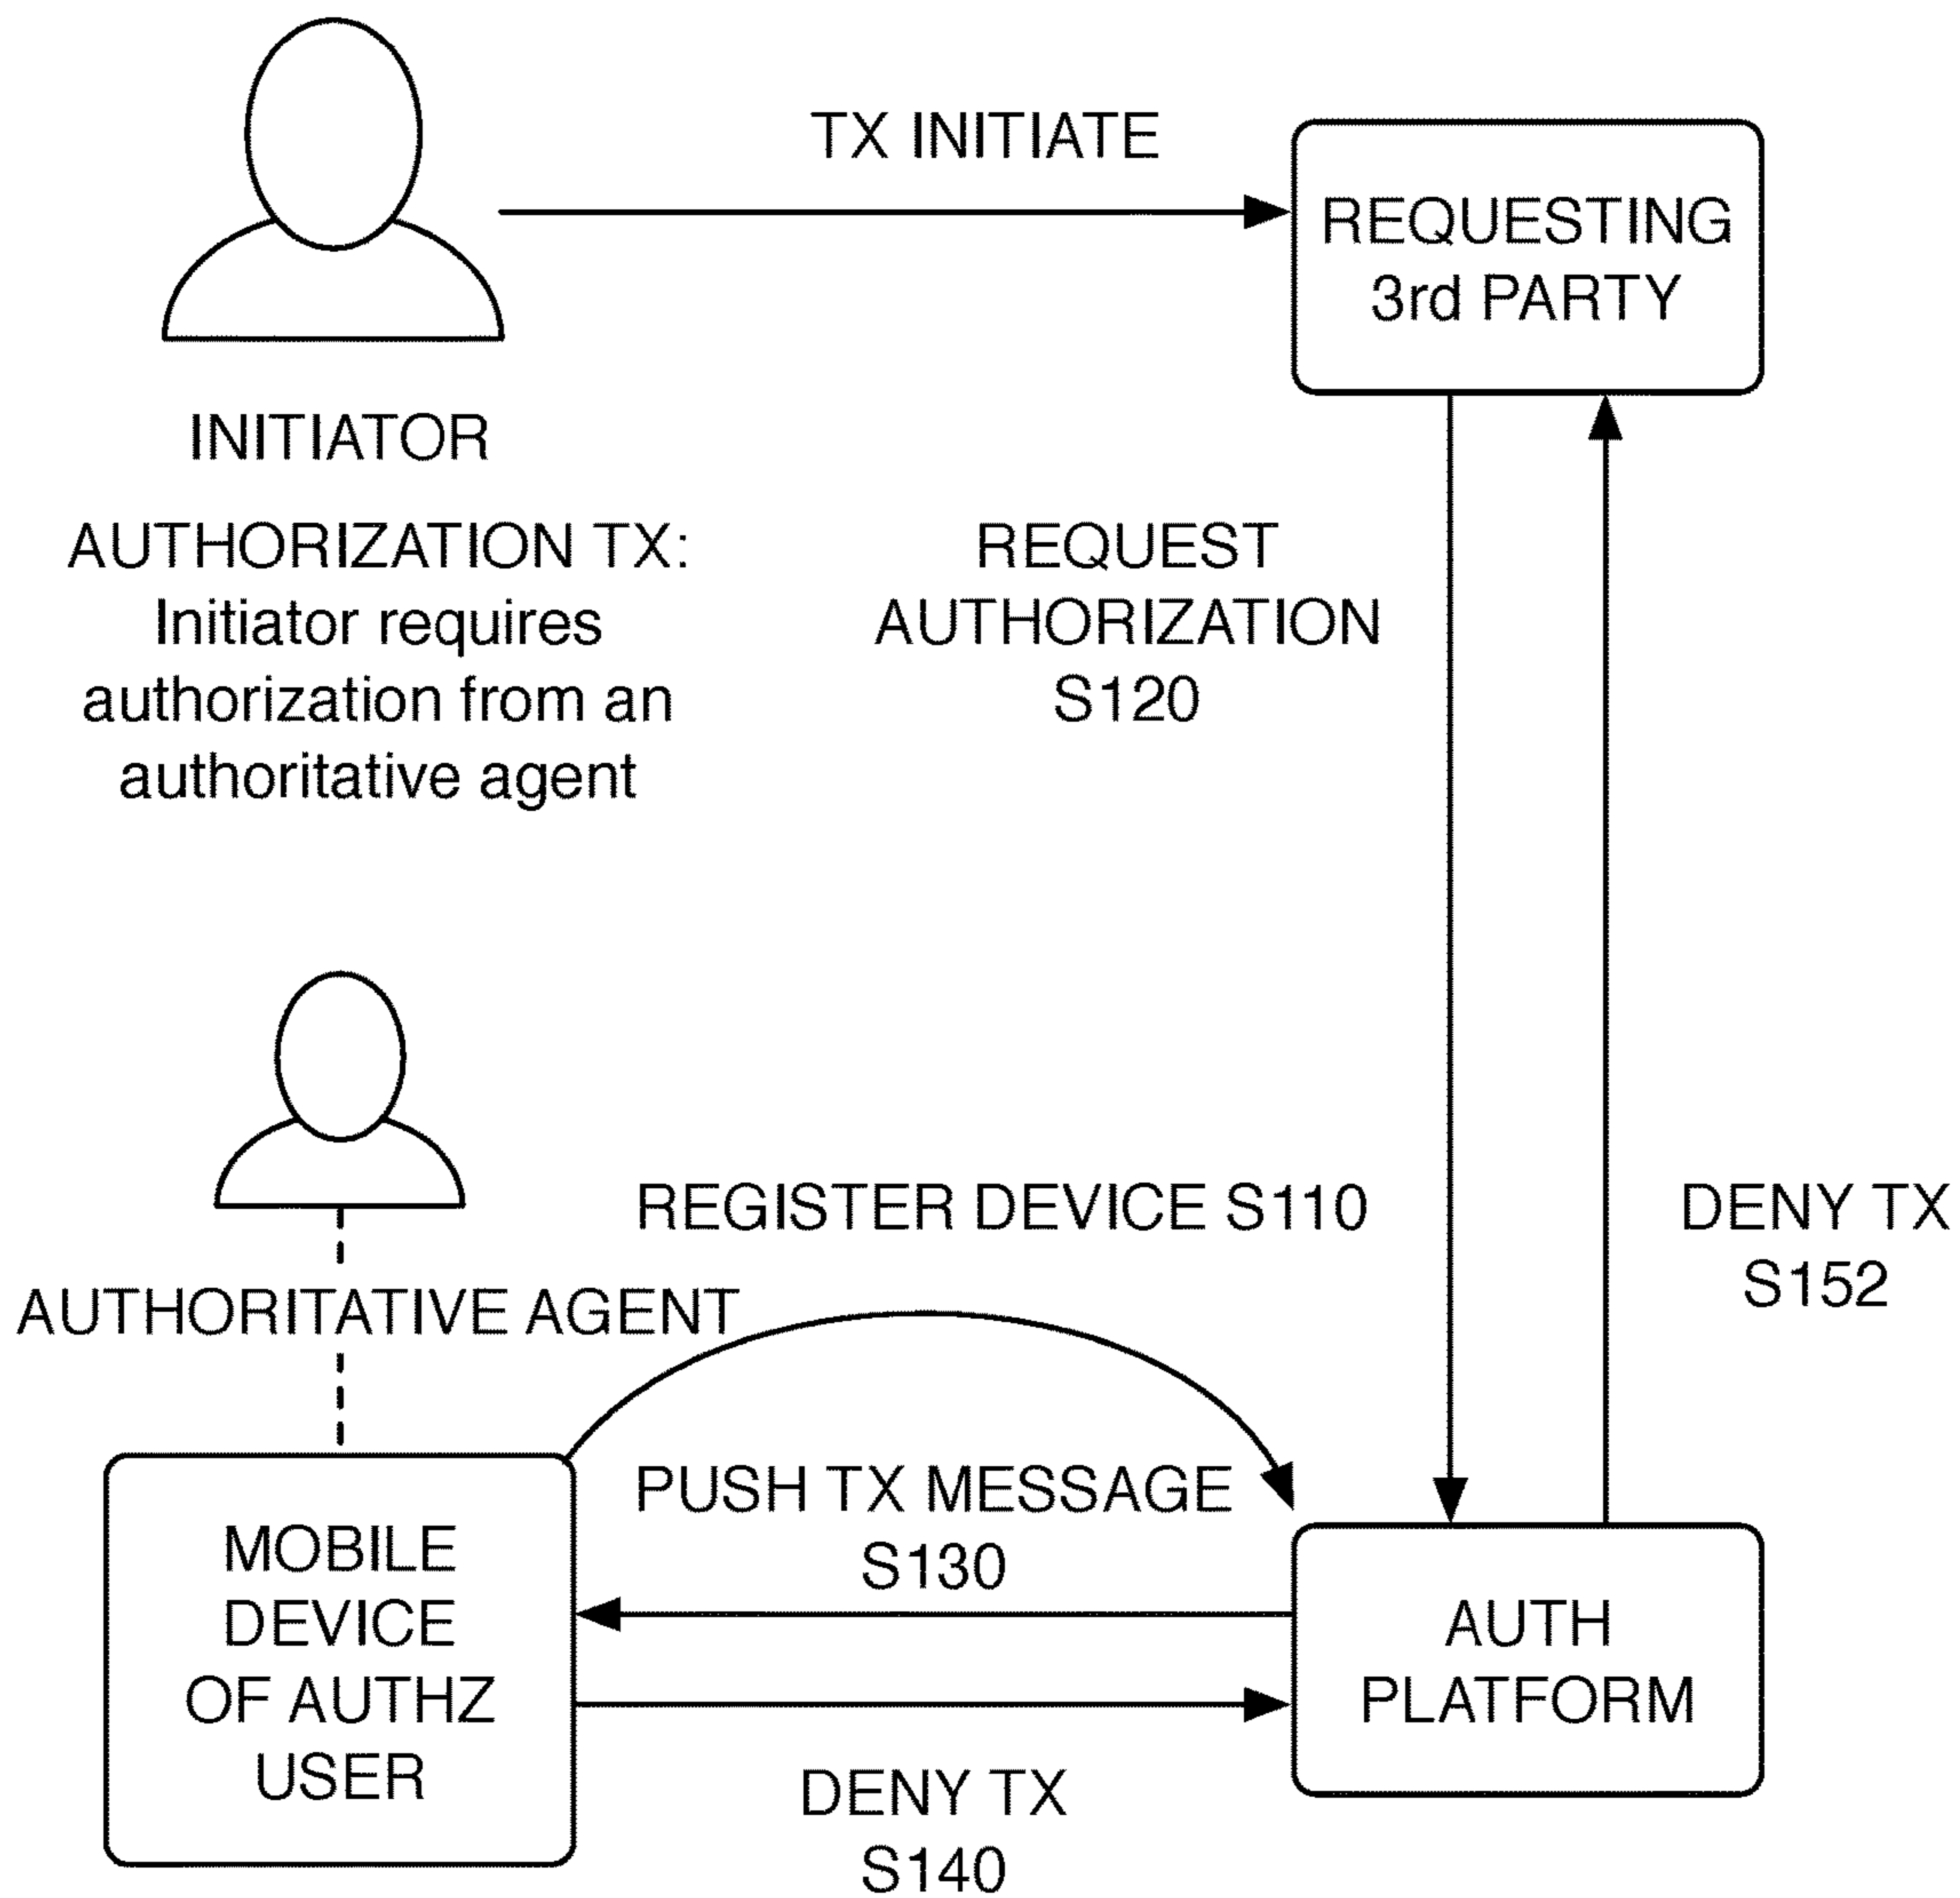 TX INITIATE
REQUESTING
3rd PARTY
INITIATOR
AUTHORIZATION TX:
Initiator requires
authorization from an
authoritative agent
REQUEST
AUTHORIZATION
S120
REGISTER DEVICE S110
DENY TX
S152
AUTHORITATIVE AGENT
PUSH TX MESSAGE
S130
MOBILE
DEVICE
OF AUTHZ
USER
AUTH
PLATFORM
DENY TX
S140